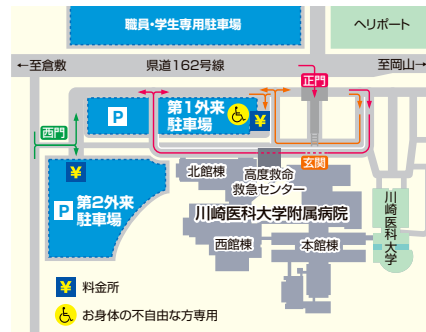 職員・学生専用駐車場
ヘリポート
←至倉敷
県道162号線
至岡山→
正門
P
第1外来
駐車場
¥
西門
玄関
¥
P
第2外来
駐車場
北館棟
高度救命
救急センター
川崎医科大学附属病院
西館棟
本館棟
川崎医科大学
¥ 料金所
お身体の不自由な方専用